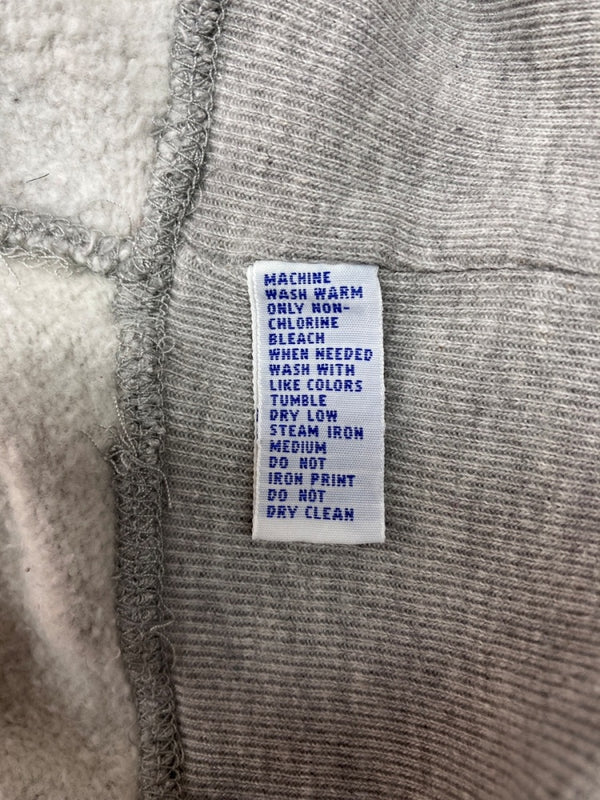 MACHINE
WASH WARM
ONLY NON-
CHLORINE
BLEACH
WHEN NEEDED
WASH WITH
LIKE COLORS
TUMBLE
DRY LOW
STEAM IRON
MEDIUM
DO NOT
IRON PRINT
DO NOT
DRY CLEAN